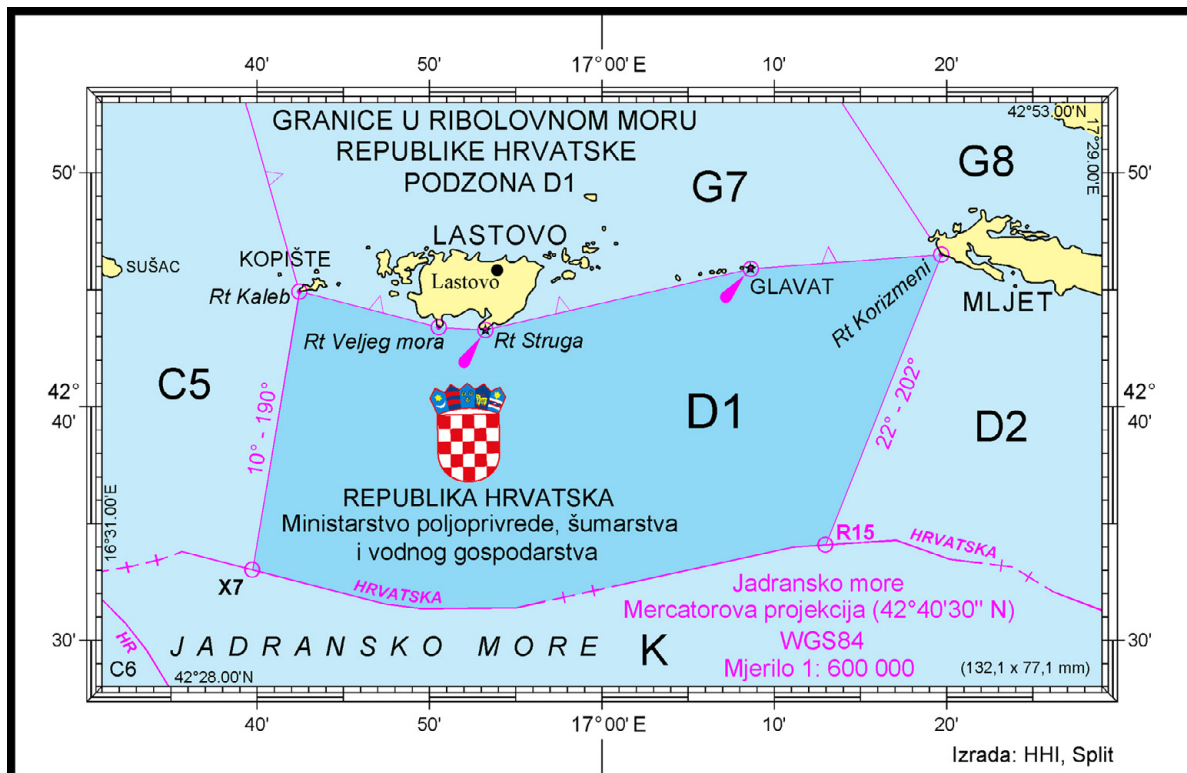 40' 50' 17°00' E 10' 20'
42°53.00'N
17°29.00'E
GRANICE U RIBOLOVNOM MORU
REPUBLIKE HRVATSKE
PODZONA D1
50' 50'
G7
G8
LASTOVO
KOPIŠTE
SUŠAC
Lastovo
Rt Kaleb
GLAVAT
Rt Korizmeni
MLJET
Rt Veljeg mora
Rt Struga
C5
42°
40'
42°
40'
10° - 190°
D1
22° - 202°
D2
REPUBLIKA HRVATSKA
Ministarstvo poljoprivrede, šumarstva
i vodnog gospodarstva
16°31.00'E
R15
HRVATSKA
X7
HRVATSKA
Jadransko more
Mercatorova projekcija (42°40'30" N)
WGS84
Mjerilo 1: 600 000
30' 30'
JADRANSKO MORE
K
HR
C6
42°28.00'N
(132,1 x 77,1 mm)
40' 50' 17°00' E 10' 20'
Izrada: HHI, Split